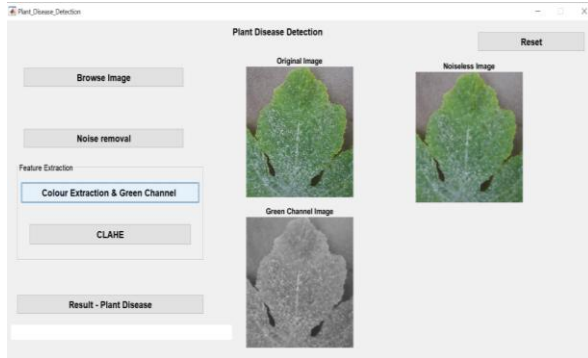 Plant_Disease_Detection
Plant Disease Detection
Reset
Browse Image
Original Image
Noiseless Image
Noise removal
Feature Extraction
Colour Extraction & Green Channel
Green Channel Image
CLAHE
Result - Plant Disease